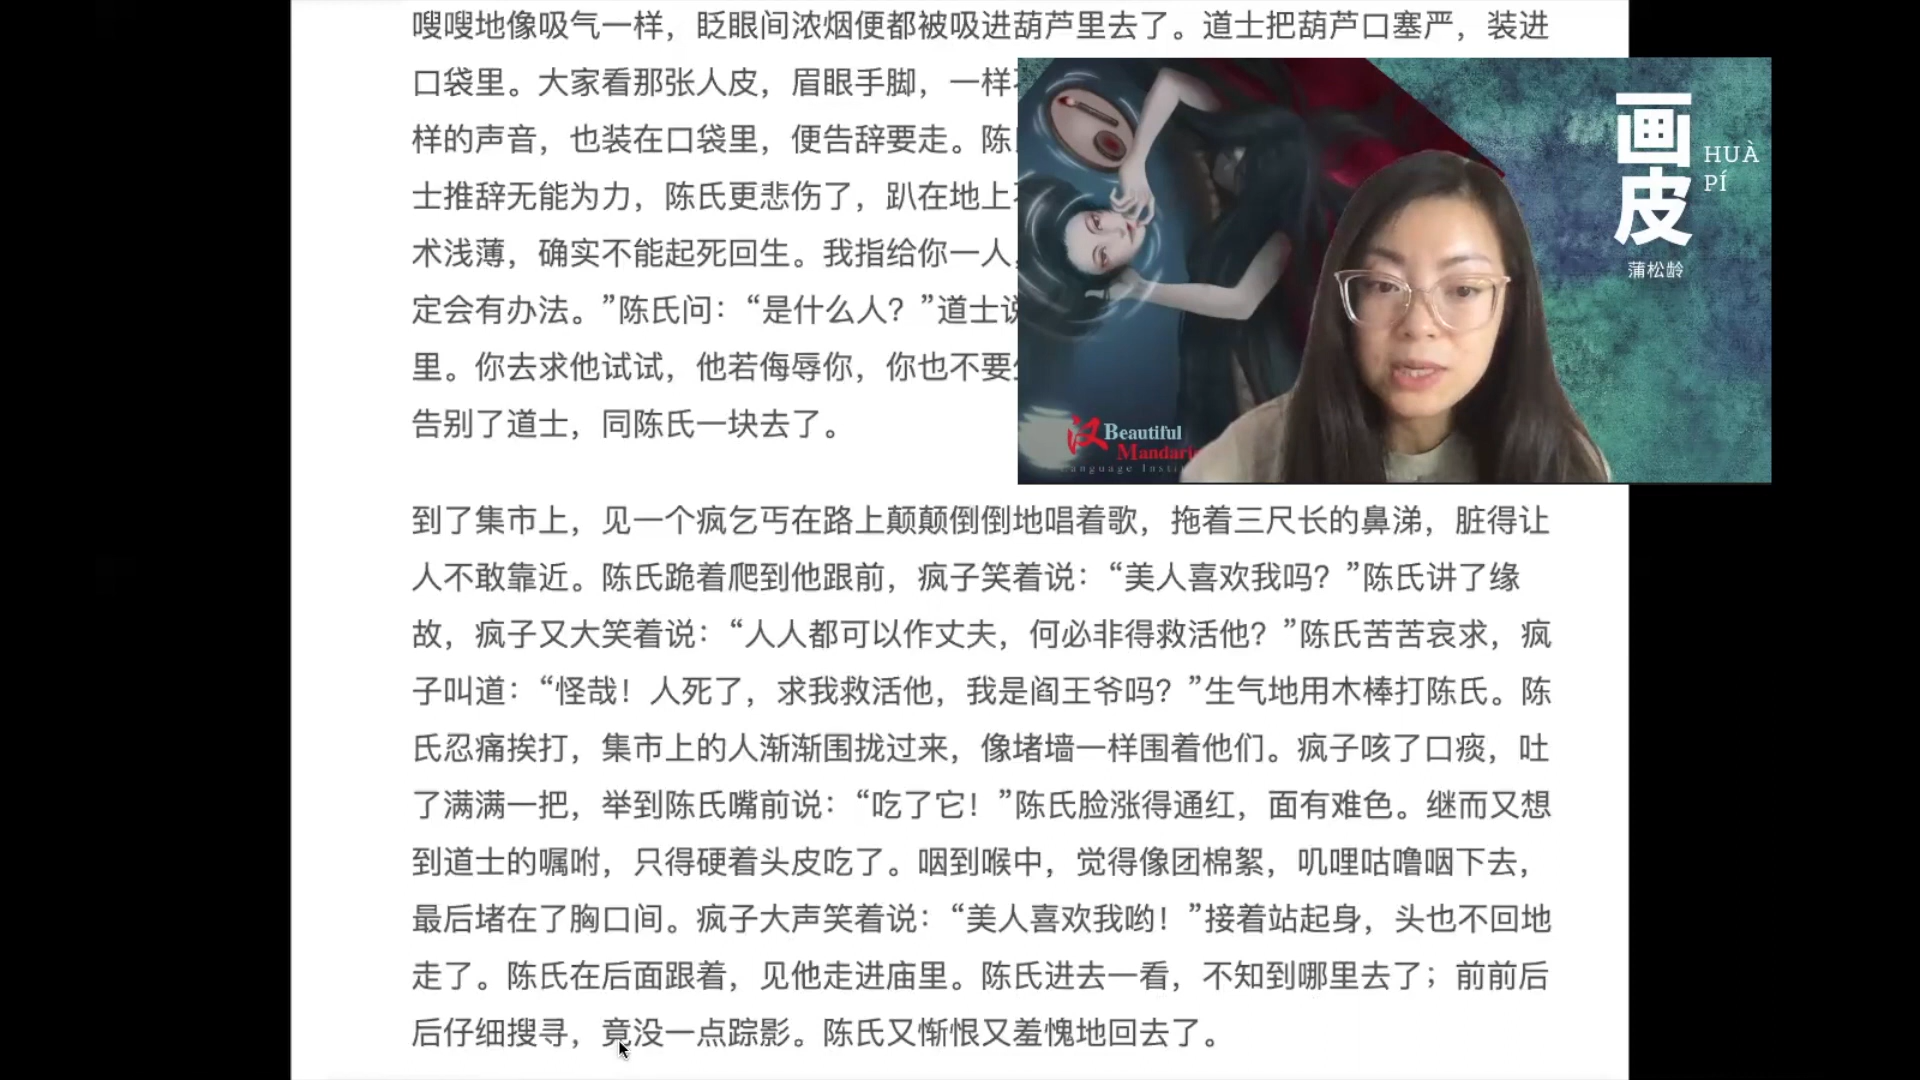 嗖嗖地像吸气一样，眨眼间浓烟便都被吸进葫芦里去了。道士把葫芦口塞严，装进
口袋里。大家看那张人皮，眉眼手脚，一样
样的声音，也装在口袋里，便告辞要走。陈
士推辞无能为力，陈氏更悲伤了，趴在地上
术浅薄，确实不能起死回生。我指给你一人
定会有办法。”陈氏问：“是什么人？”道士说
里。你去求他试试，他若侮辱你，你也不要
告别了道士，同陈氏一块去了。
画皮
HUÀ
PÍ
蒲松龄
汉 Beautiful
Mandarin
Language Insti
到了集市上，见一个疯乞丐在路上颠颠倒倒地唱着歌，拖着三尺长的鼻涕，脏得让
人不敢靠近。陈氏跪着爬到他跟前，疯子笑着说：“美人喜欢我吗？”陈氏讲了缘
故，疯子又大笑着说：“人人都可以作丈夫，何必非得救活他？”陈氏苦苦哀求，疯
子叫道：“怪哉！人死了，求我救活他，我是阎王爷吗？”生气地用木棒打陈氏。陈
氏忍痛挨打，集市上的人渐渐围拢过来，像堵墙一样围着他们。疯子咳了口痰，吐
了满满一把，举到陈氏嘴前说：“吃了它！”陈氏脸涨得通红，面有难色。继而又想
到道士的嘱咐，只得硬着头皮吃了。咽到喉中，觉得像团棉絮，叽哩咕噜咽下去，
最后堵在了胸口间。疯子大声笑着说：“美人喜欢我哟！”接着站起身，头也不回地
走了。陈氏在后面跟着，见他走进庙里。陈氏进去一看，不知到哪里去了；前前后
后仔细搜寻，竟没一点踪影。陈氏又惭恨又羞愧地回去了。